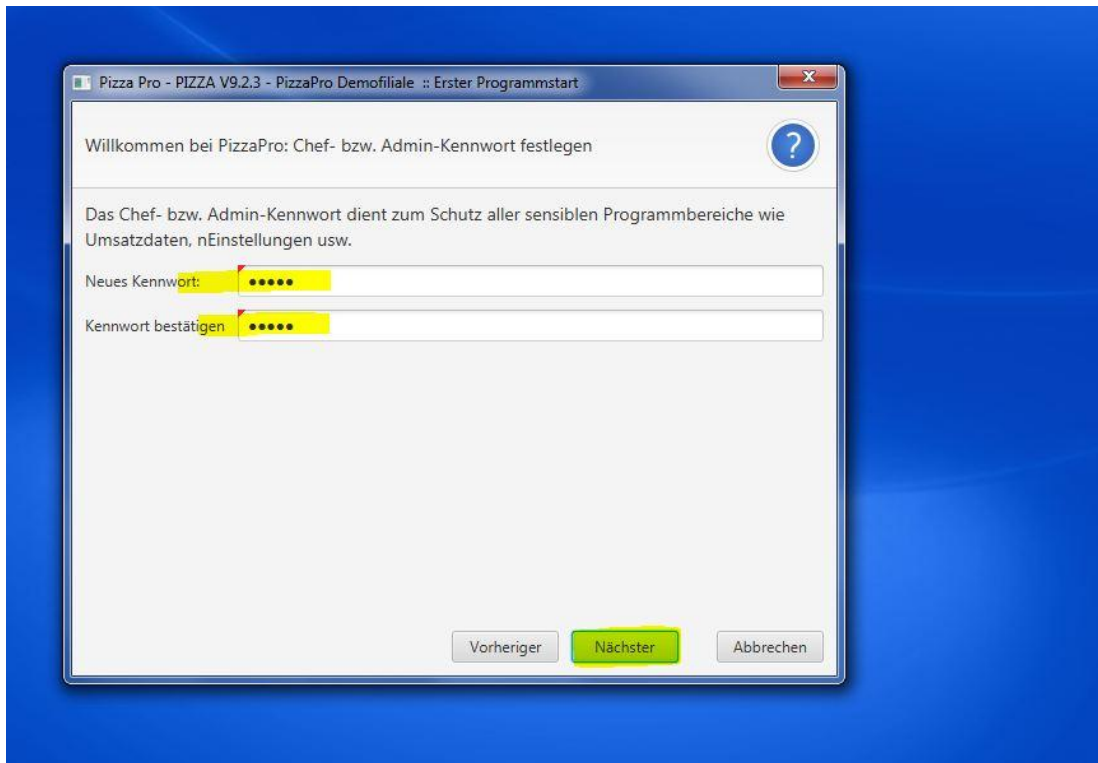 Pizza Pro - PIZZA V9.2.3 - PizzaPro Demofiliale :: Erster Programmstart
Willkommen bei PizzaPro: Chef- bzw. Admin-Kennwort festlegen
?
Das Chef- bzw. Admin-Kennwort dient zum Schutz aller sensiblen Programmbereiche wie
Umsatzdaten, nEinstellungen usw.
Neues Kennwort: •••••
Kennwort bestätigen •••••
Vorheriger Nächster Abbrechen